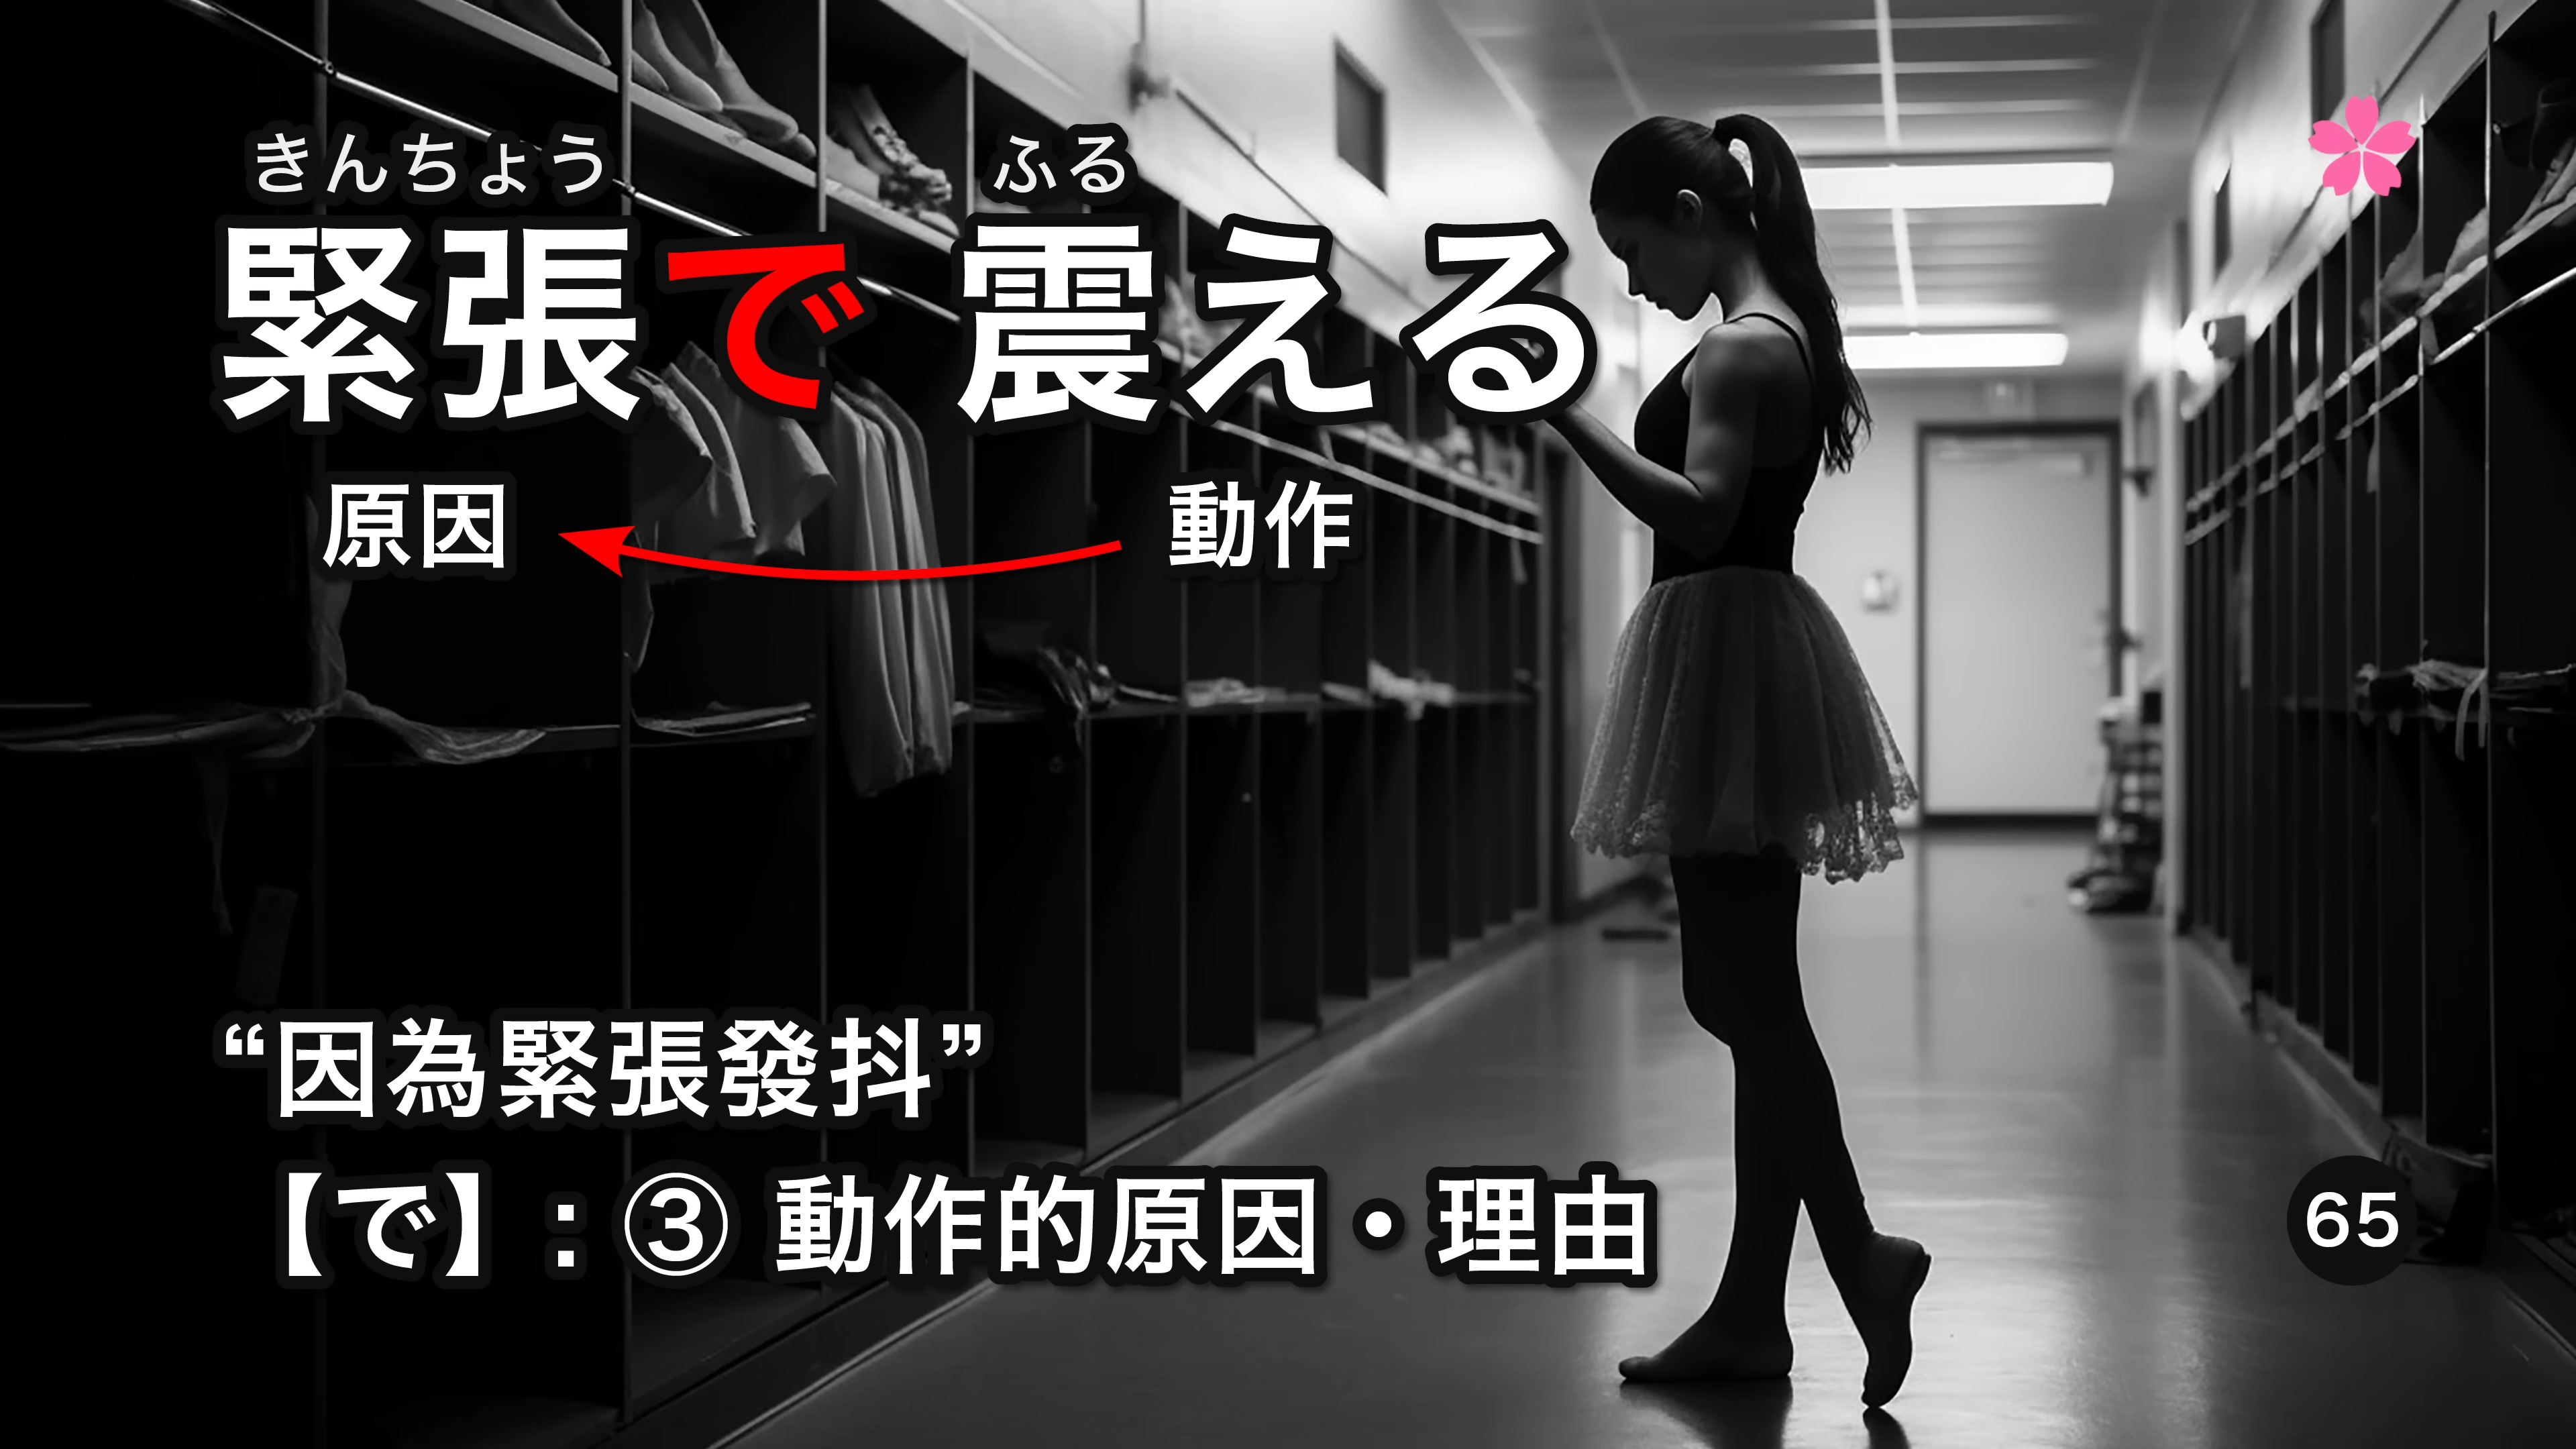 きんちょう ふる
緊張で 震える
原因 動作
“因為緊張發抖”
【で】: ③ 動作的原因・理由
65